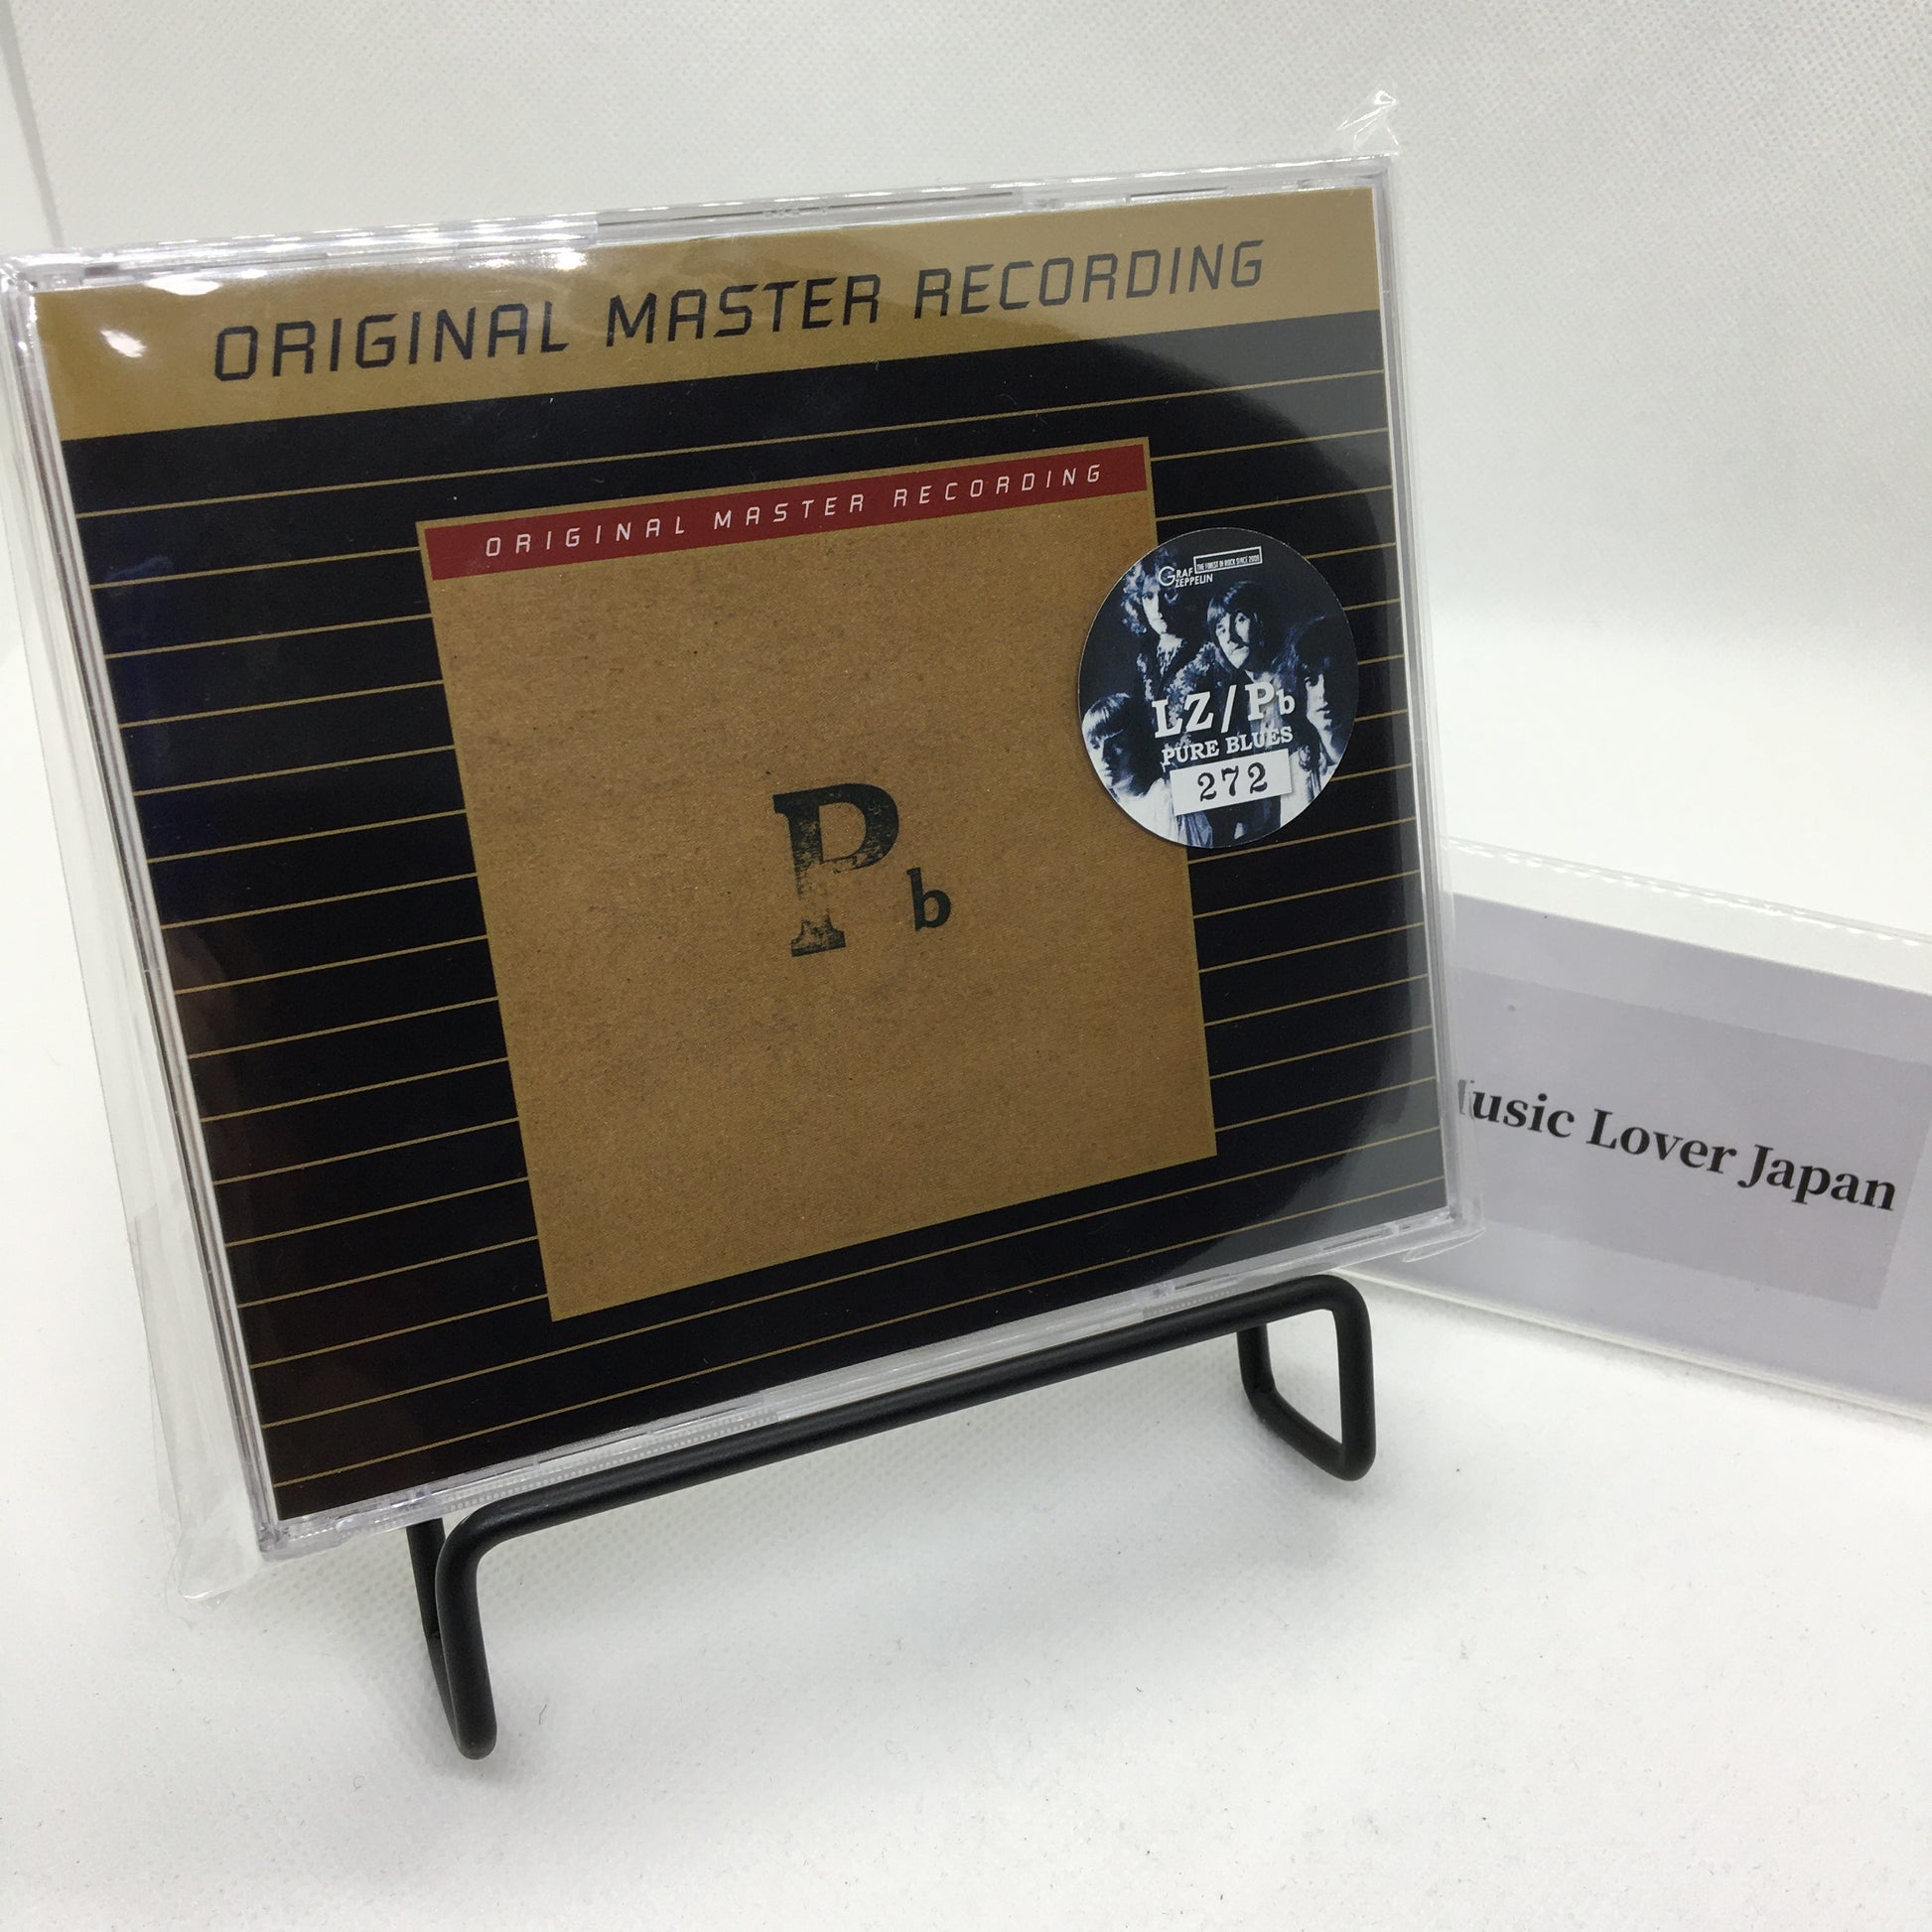 ORIGINAL MASTER RECORDING
ORIGINAL MASTER RECORDING
Pb
GRAF ZEPPELIN
THE FINEST IN ROCK SINCE 2008
LZ/Pb
PURE BLUES
272
usic Lover Japan